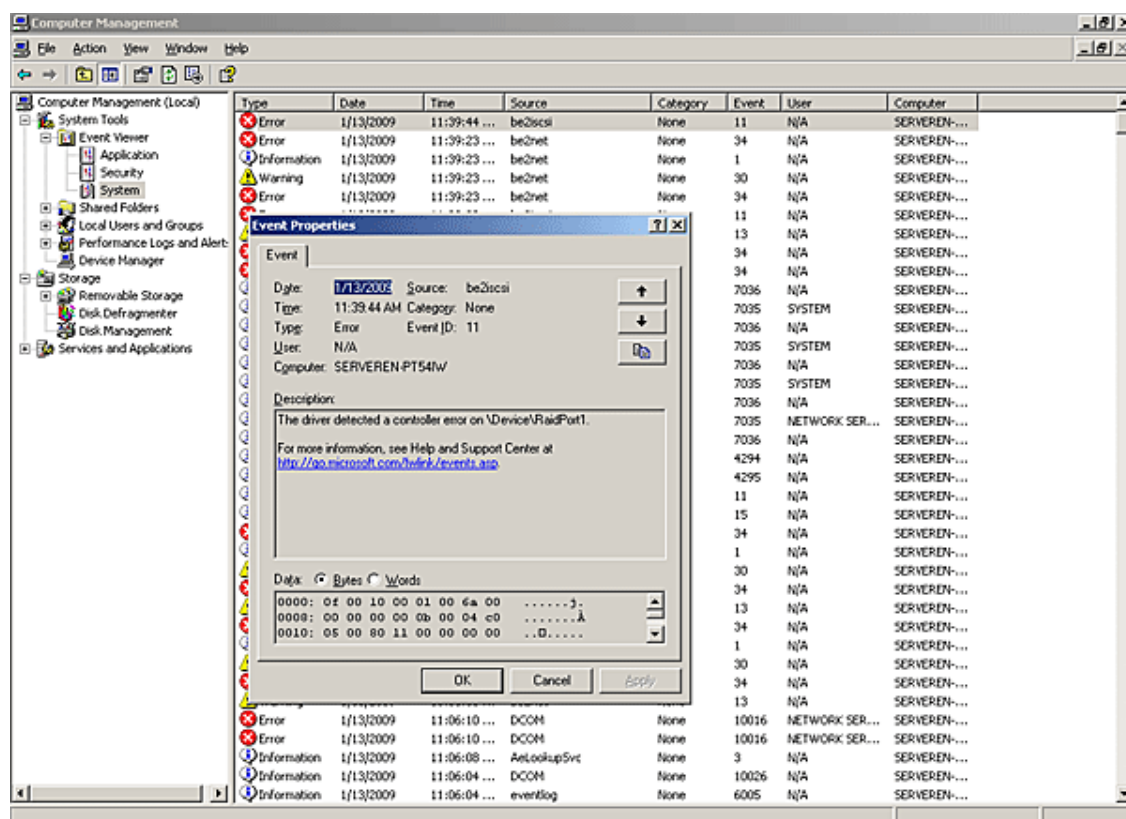 Computer Management
File Action View Window Help
Computer Management (Local)
System Tools
Event Viewer
Application
Security
System
Shared Folders
Local Users and Groups
Performance Logs and Alert:
Device Manager
Storage
Removable Storage
Disk Defragmenter
Disk Management
Services and Applications
Type Date Time Source Category Event User Computer
Error 1/13/2009 11:39:44 ... be2iscsi None 11 N/A SERVEREN-...
Error 1/13/2009 11:39:23 ... be2net None 34 N/A SERVEREN-...
Information 1/13/2009 11:39:23 ... be2net None 1 N/A SERVEREN-...
Warning 1/13/2009 11:39:23 ... be2net None 30 N/A SERVEREN-...
Error 1/13/2009 11:39:23 ... be2net None 34 N/A SERVEREN-...
11 N/A SERVEREN-...
13 N/A SERVEREN-...
34 N/A SERVEREN-...
34 N/A SERVEREN-...
7036 N/A SERVEREN-...
7035 SYSTEM SERVEREN-...
7036 N/A SERVEREN-...
7035 SYSTEM SERVEREN-...
7036 N/A SERVEREN-...
7035 SYSTEM SERVEREN-...
7036 N/A SERVEREN-...
7035 NETWORK SER... SERVEREN-...
7036 N/A SERVEREN-...
4294 N/A SERVEREN-...
4295 N/A SERVEREN-...
11 N/A SERVEREN-...
15 N/A SERVEREN-...
34 N/A SERVEREN-...
1 N/A SERVEREN-...
30 N/A SERVEREN-...
34 N/A SERVEREN-...
13 N/A SERVEREN-...
34 N/A SERVEREN-...
1 N/A SERVEREN-...
30 N/A SERVEREN-...
34 N/A SERVEREN-...
13 N/A SERVEREN-...
Error 1/13/2009 11:06:10 ... DCOM None 10016 NETWORK SER... SERVEREN-...
Error 1/13/2009 11:06:10 ... DCOM None 10016 NETWORK SER... SERVEREN-...
Information 1/13/2009 11:06:08 ... AeLookupSvc None 3 N/A SERVEREN-...
Information 1/13/2009 11:06:04 ... DCOM None 10026 N/A SERVEREN-...
Information 1/13/2009 11:06:04 ... eventlog None 6005 N/A SERVEREN-...
Event Properties
Event
Date: 1/13/2009 Source: be2iscsi
Time: 11:39:44 AM Category: None
Type: Error Event ID: 11
User: N/A
Computer: SERVEREN-PT54IW
Description:
The driver detected a controller error on \Device\RaidPort1.
For more information, see Help and Support Center at
http://go.microsoft.com/fwlink/events.asp.
Data: Bytes Words
0000: 0f 00 10 00 01 00 6a 00 ......j.
0008: 00 00 00 00 0b 00 04 c0 .......À
0010: 05 00 80 11 00 00 00 00 ..□.....
OK Cancel Apply